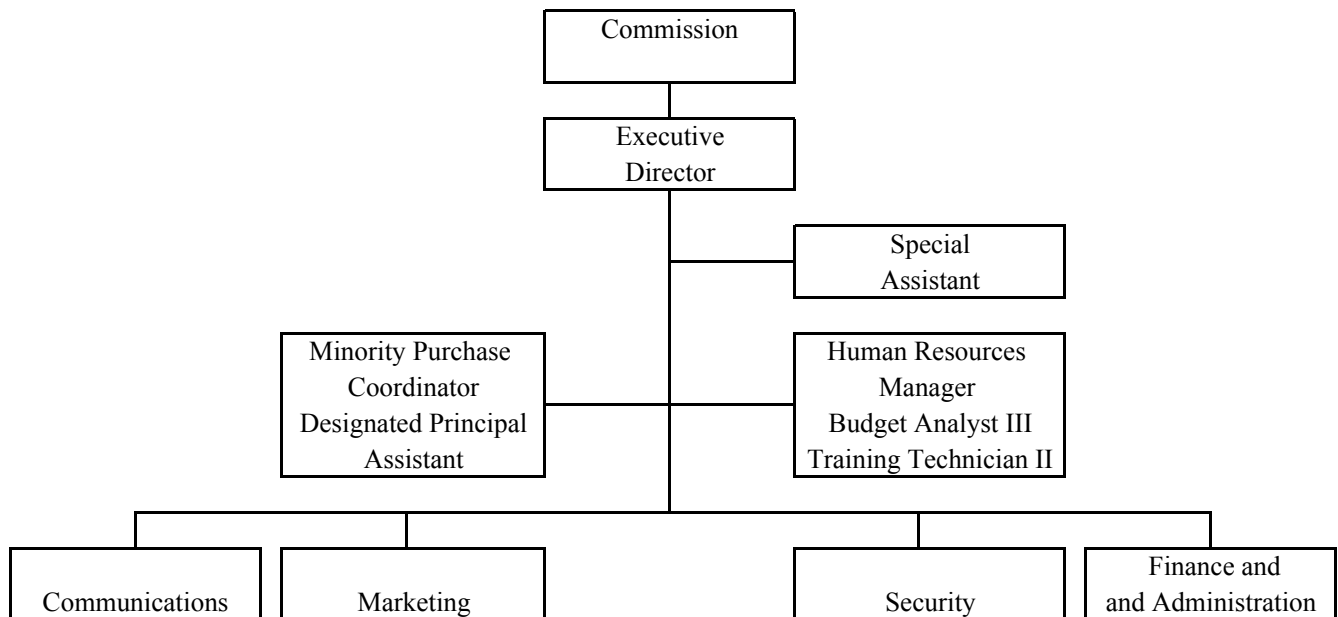 Commission
Executive
Director
Special
Assistant
Minority Purchase
Coordinator
Designated Principal
Assistant
Human Resources
Manager
Budget Analyst III
Training Technician II
Communications
Marketing
Security
Finance and
and Administration